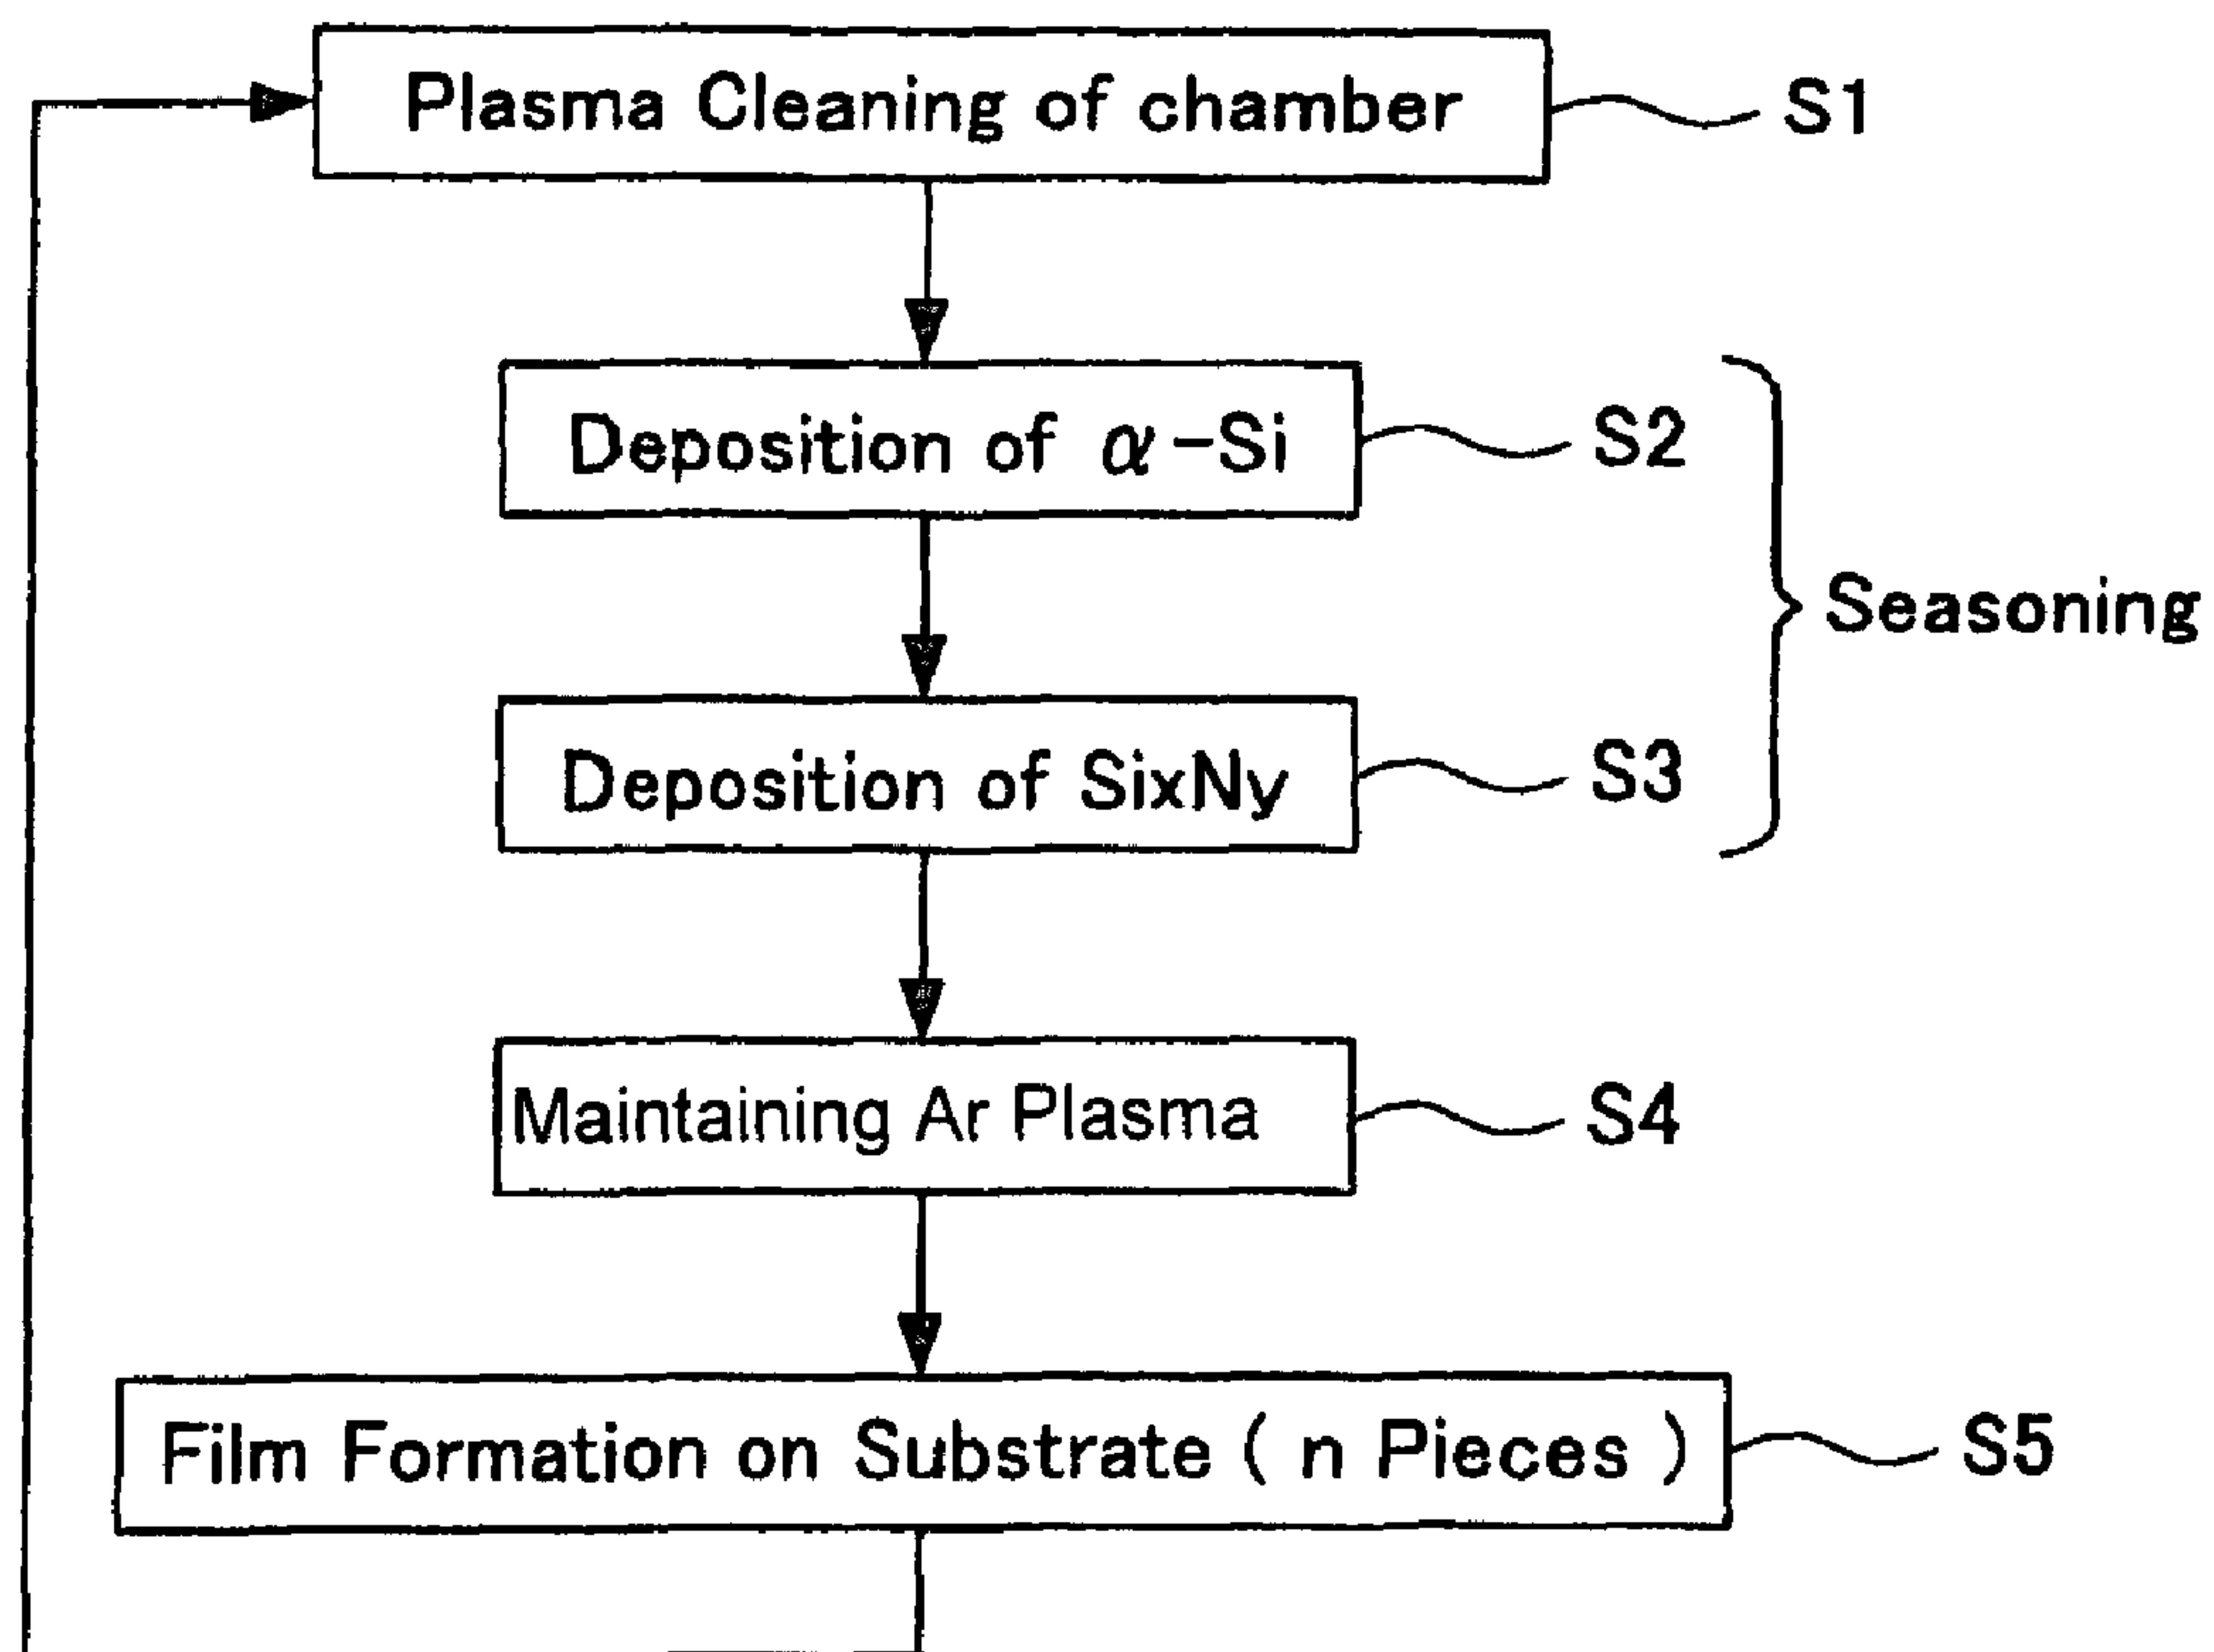 Plasma Cleaning of chamber
S1
Deposition of α-Si
S2
Seasoning
Deposition of SixNy
S3
Maintaining Ar Plasma
S4
Film Formation on Substrate ( n Pieces )
S5